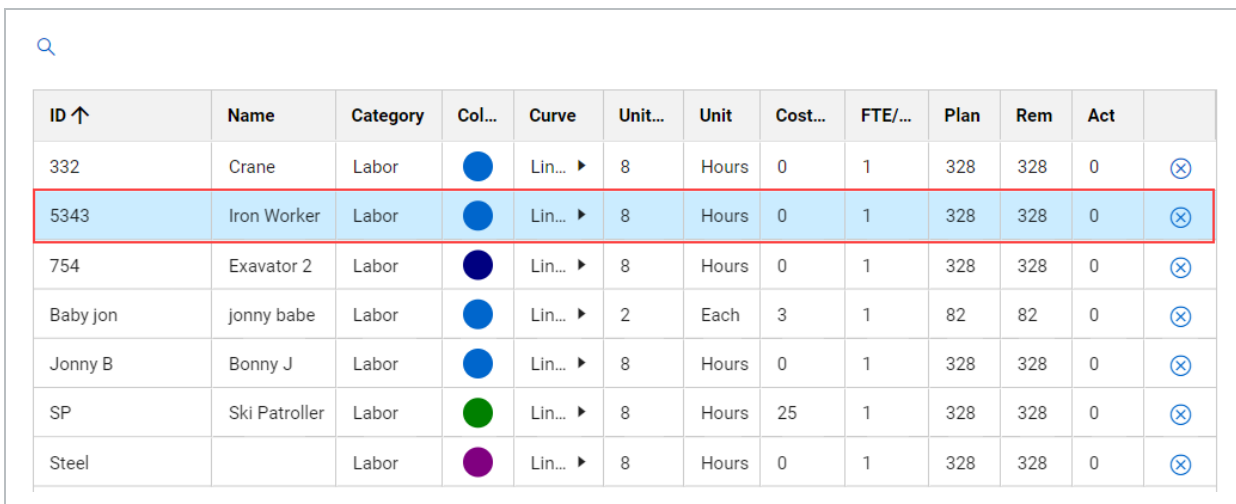 ID ↑ Name Category Col... Curve Unit... Unit Cost... FTE/... Plan Rem Act
332 Crane Labor Lin... 8 Hours 0 1 328 328 0
5343 Iron Worker Labor Lin... 8 Hours 0 1 328 328 0
754 Exavator 2 Labor Lin... 8 Hours 0 1 328 328 0
Baby jon jonny babe Labor Lin... 2 Each 3 1 82 82 0
Jonny B Bonny J Labor Lin... 8 Hours 0 1 328 328 0
SP Ski Patroller Labor Lin... 8 Hours 25 1 328 328 0
Steel Labor Lin... 8 Hours 0 1 328 328 0